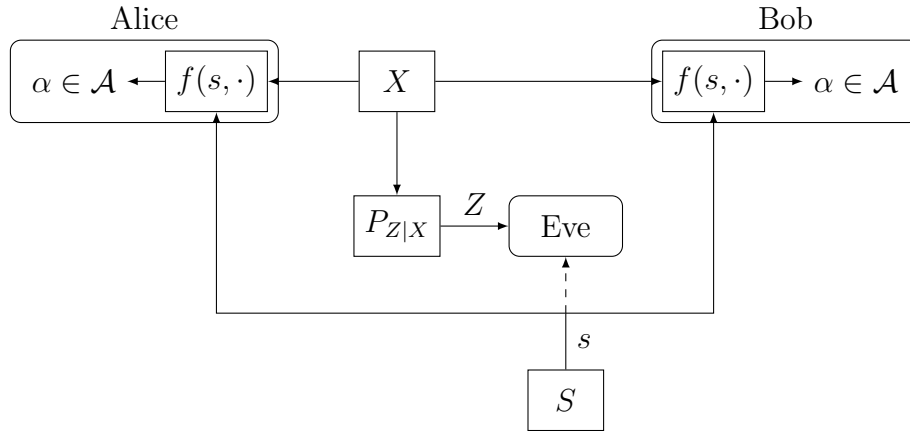 Alice
Bob
α ∈ 𝒜
f(s, ·)
X
f(s, ·)
α ∈ 𝒜
P_{Z|X}
Z
Eve
s
S